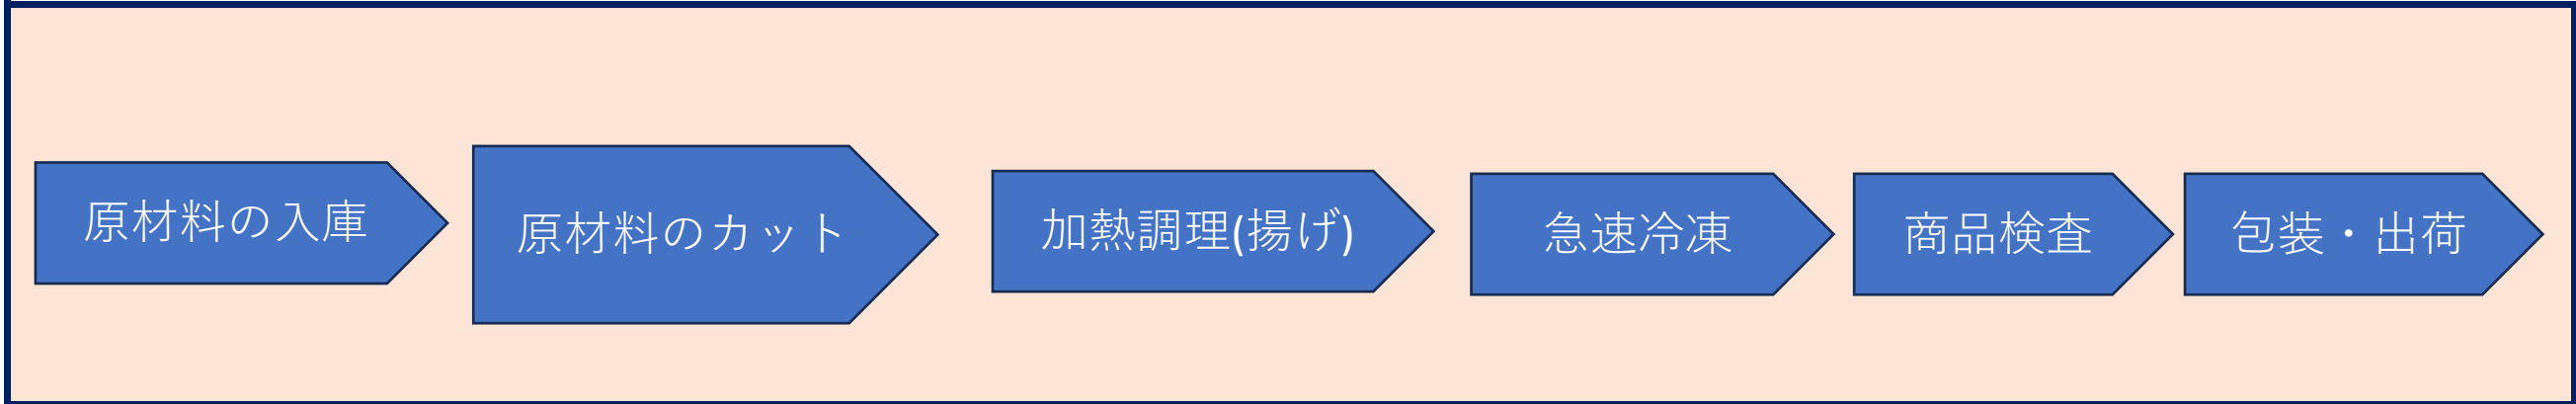 原材料の入庫
原材料のカット
加熱調理(揚げ)
急速冷凍
商品検査
包装・出荷